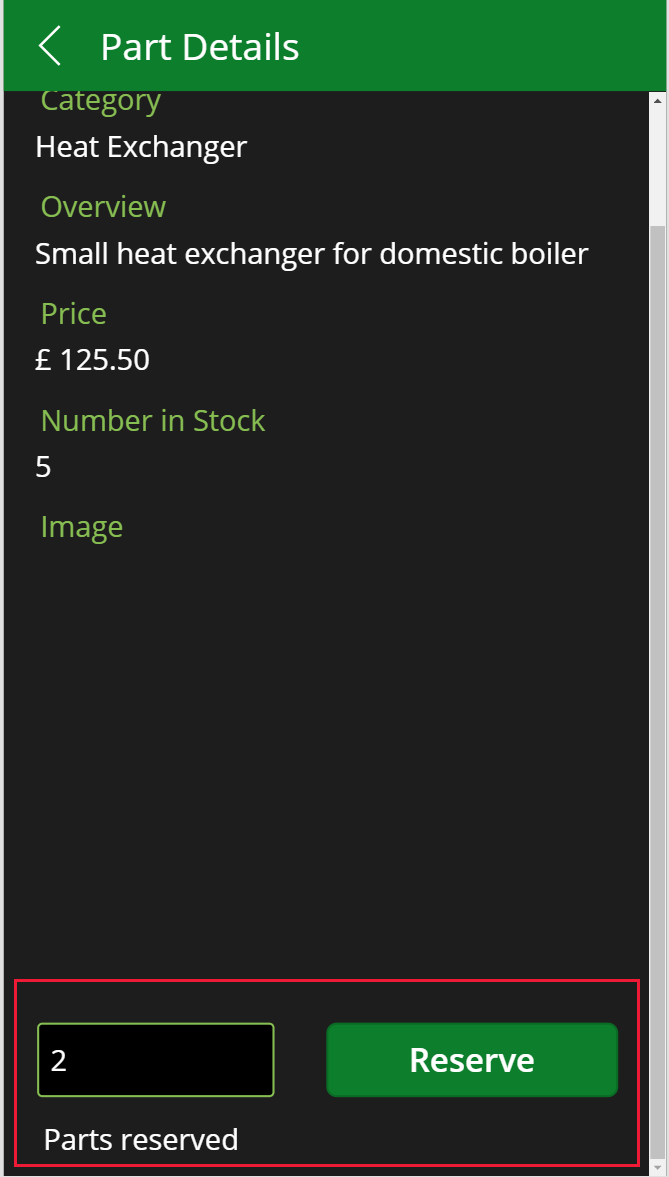 Part Details
Category
Heat Exchanger
Overview
Small heat exchanger for domestic boiler
Price
£ 125.50
Number in Stock
5
Image
2
Reserve
Parts reserved